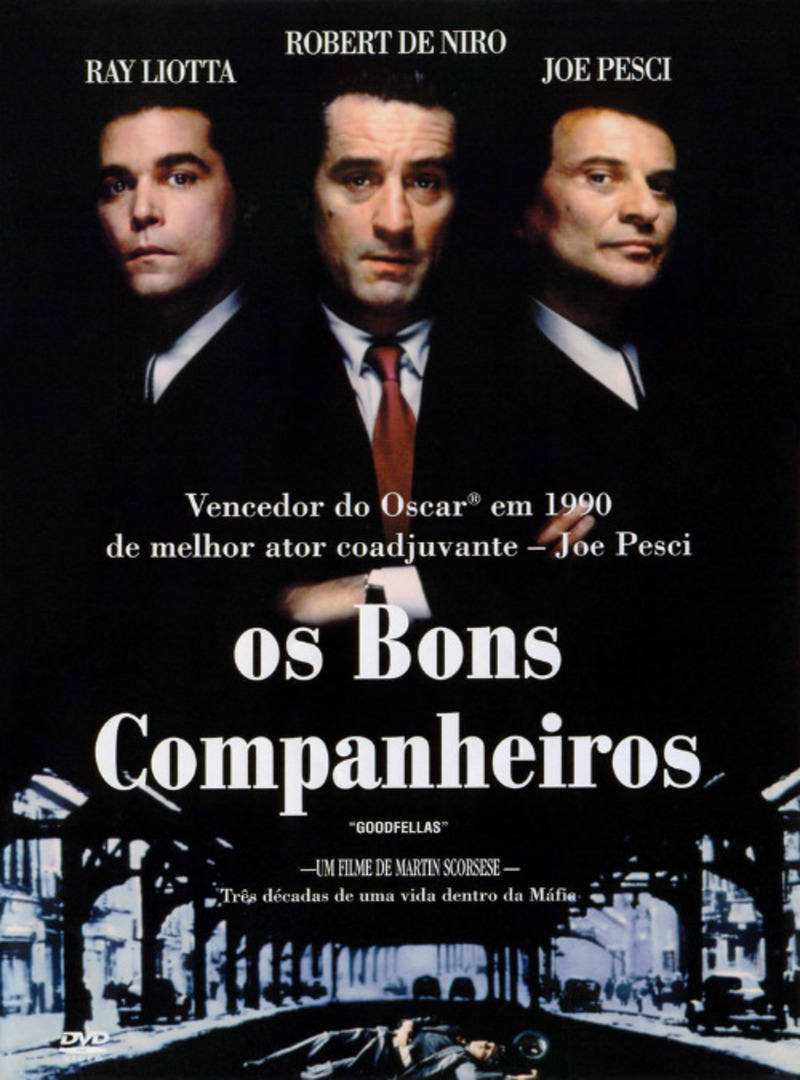 ROBERT DE NIRO
RAY LIOTTA
JOE PESCI
Vencedor do Oscar® em 1990
de melhor ator coadjuvante – Joe Pesci
os Bons
Companheiros
"GOODFELLAS"
—UM FILME DE MARTIN SCORSESE—
Três décadas de uma vida dentro da Máfia
DVD
VIDEO